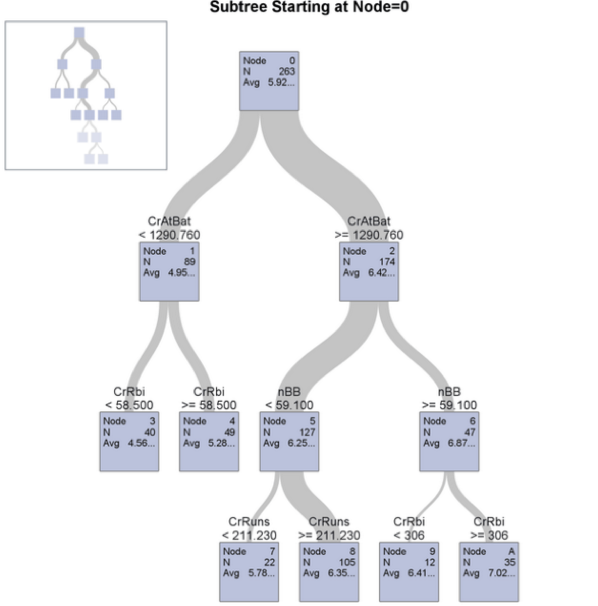 Subtree Starting at Node=0
Node 0
N 263
Avg 5.92...
CrAtBat
< 1290.760
CrAtBat
>= 1290.760
Node 1
N 89
Avg 4.95...
Node 2
N 174
Avg 6.42...
CrRbi
< 58.500
CrRbi
>= 58.500
nBB
< 59.100
nBB
>= 59.100
Node 3
N 40
Avg 4.56...
Node 4
N 49
Avg 5.28...
Node 5
N 127
Avg 6.25...
Node 6
N 47
Avg 6.87...
CrRuns
< 211.230
CrRuns
>= 211.230
CrRbi
< 306
CrRbi
>= 306
Node 7
N 22
Avg 5.78...
Node 8
N 105
Avg 6.35...
Node 9
N 12
Avg 6.41...
Node A
N 35
Avg 7.02...